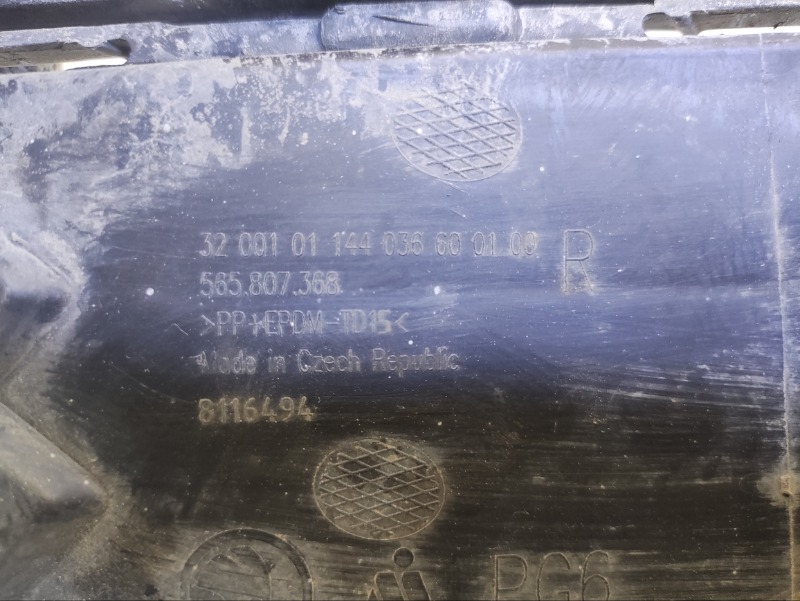 32 001 01 144 036 60 01.00 R
565.807.368
>PP+EPDM-TD15<
Made in Czech Republic
8116494
PG6